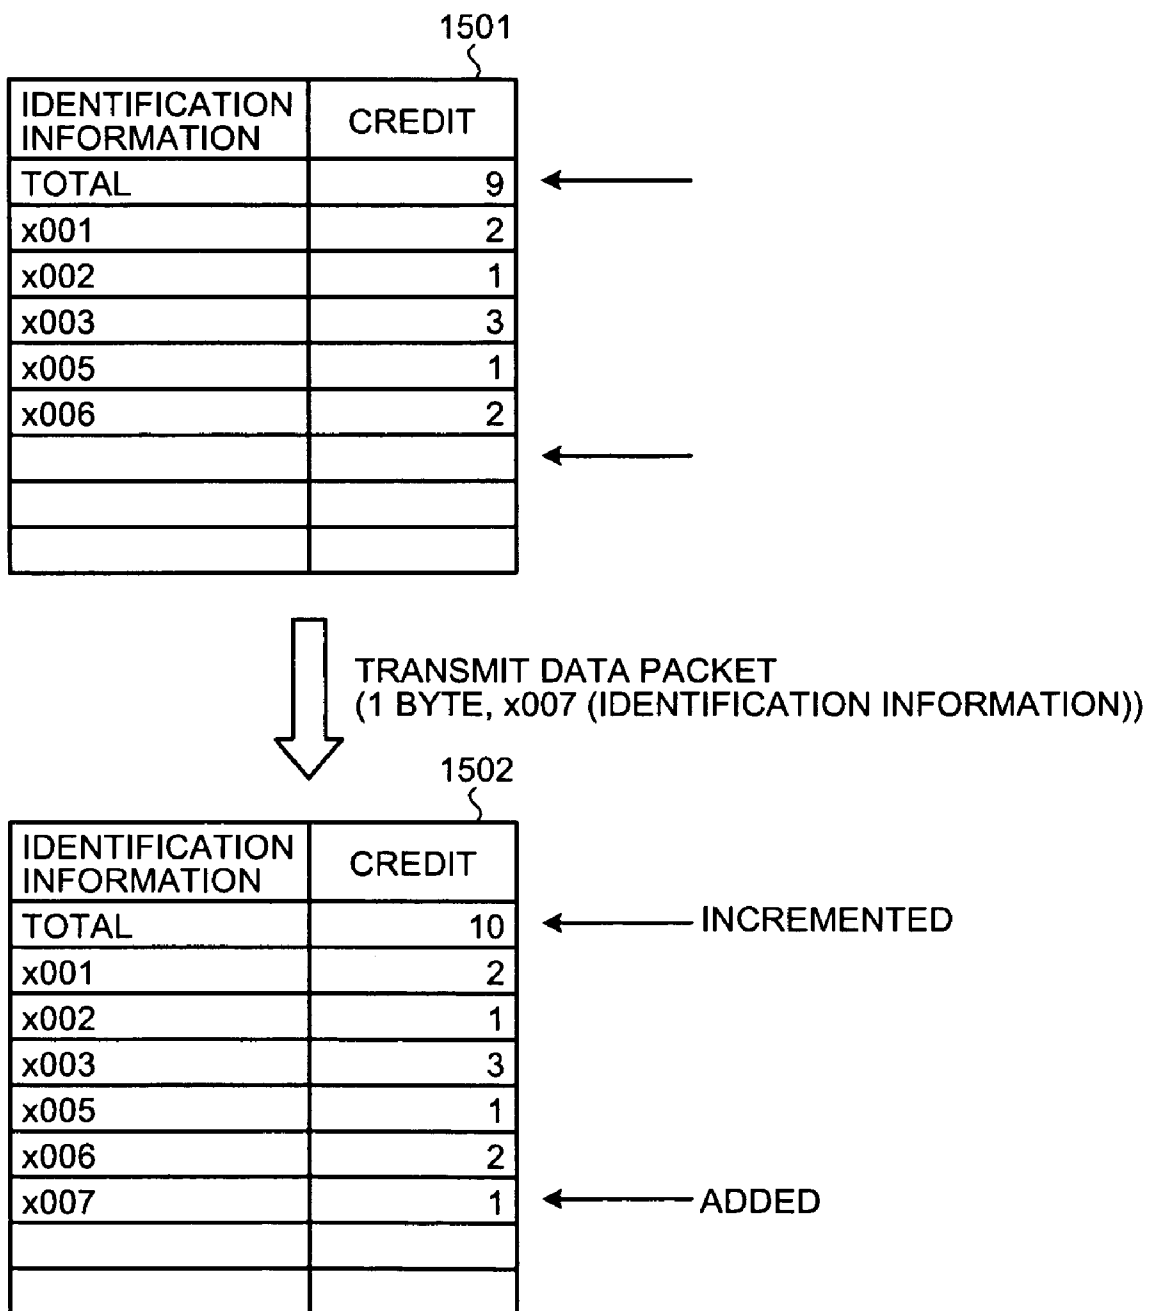 1501
IDENTIFICATION INFORMATION CREDIT
TOTAL 9
x001 2
x002 1
x003 3
x005 1
x006 2
TRANSMIT DATA PACKET
(1 BYTE, x007 (IDENTIFICATION INFORMATION))
1502
IDENTIFICATION INFORMATION CREDIT
TOTAL 10 INCREMENTED
x001 2
x002 1
x003 3
x005 1
x006 2
x007 1 ADDED